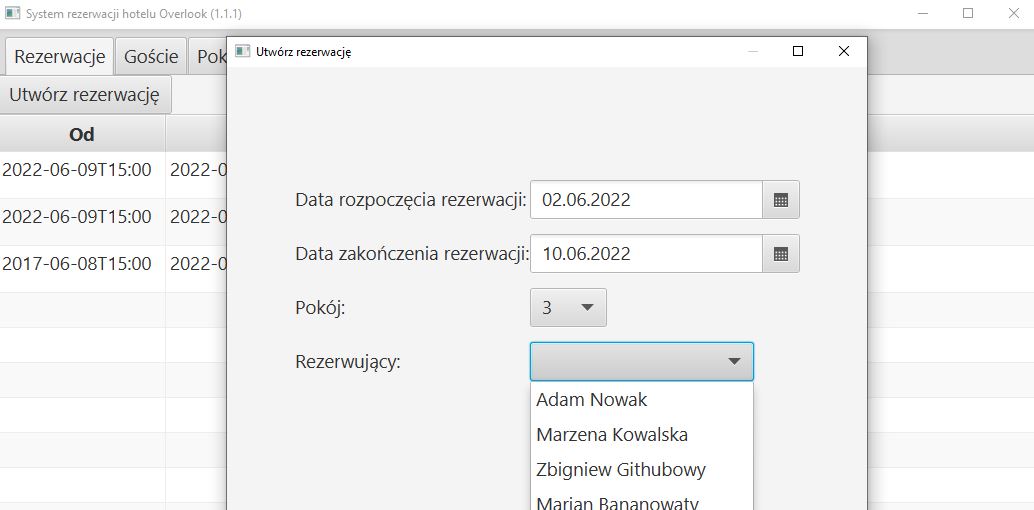 System rezerwacji hotelu Overlook (1.1.1)
Utwórz rezerwację
Rezerwacje Goście Pok
Utwórz rezerwację
Od
2022-06-09T15:00 2022-0
2022-06-09T15:00 2022-0
2017-06-08T15:00 2022-0
Data rozpoczęcia rezerwacji: 02.06.2022
Data zakończenia rezerwacji: 10.06.2022
Pokój: 3
Rezerwujący:
Adam Nowak
Marzena Kowalska
Zbigniew Githubowy
Marian Bananowaty